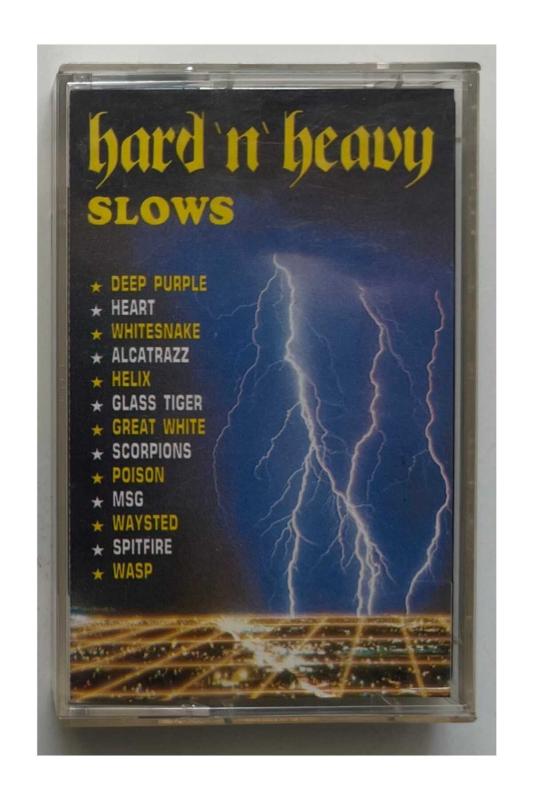 hard 'n' heavy
SLOWS
★ DEEP PURPLE
★ HEART
★ WHITESNAKE
★ ALCATRAZZ
★ HELIX
★ GLASS TIGER
★ GREAT WHITE
★ SCORPIONS
★ POISON
★ MSG
★ WAYSTED
★ SPITFIRE
★ WASP